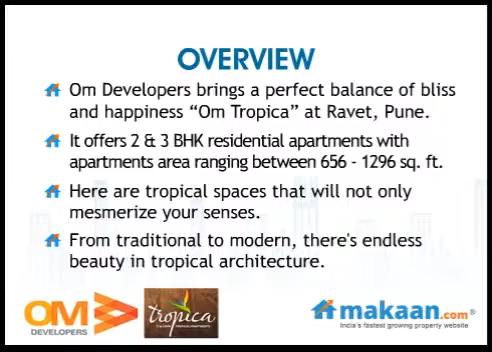 OVERVIEW
Om Developers brings a perfect balance of bliss
and happiness “Om Tropica” at Ravet, Pune.
It offers 2 & 3 BHK residential apartments with
apartments area ranging between 656 - 1296 sq. ft.
Here are tropical spaces that will not only
mesmerize your senses.
From traditional to modern, there's endless
beauty in tropical architecture.
OM
DEVELOPERS
tropica
makaan.com®
India's fastest growing property website